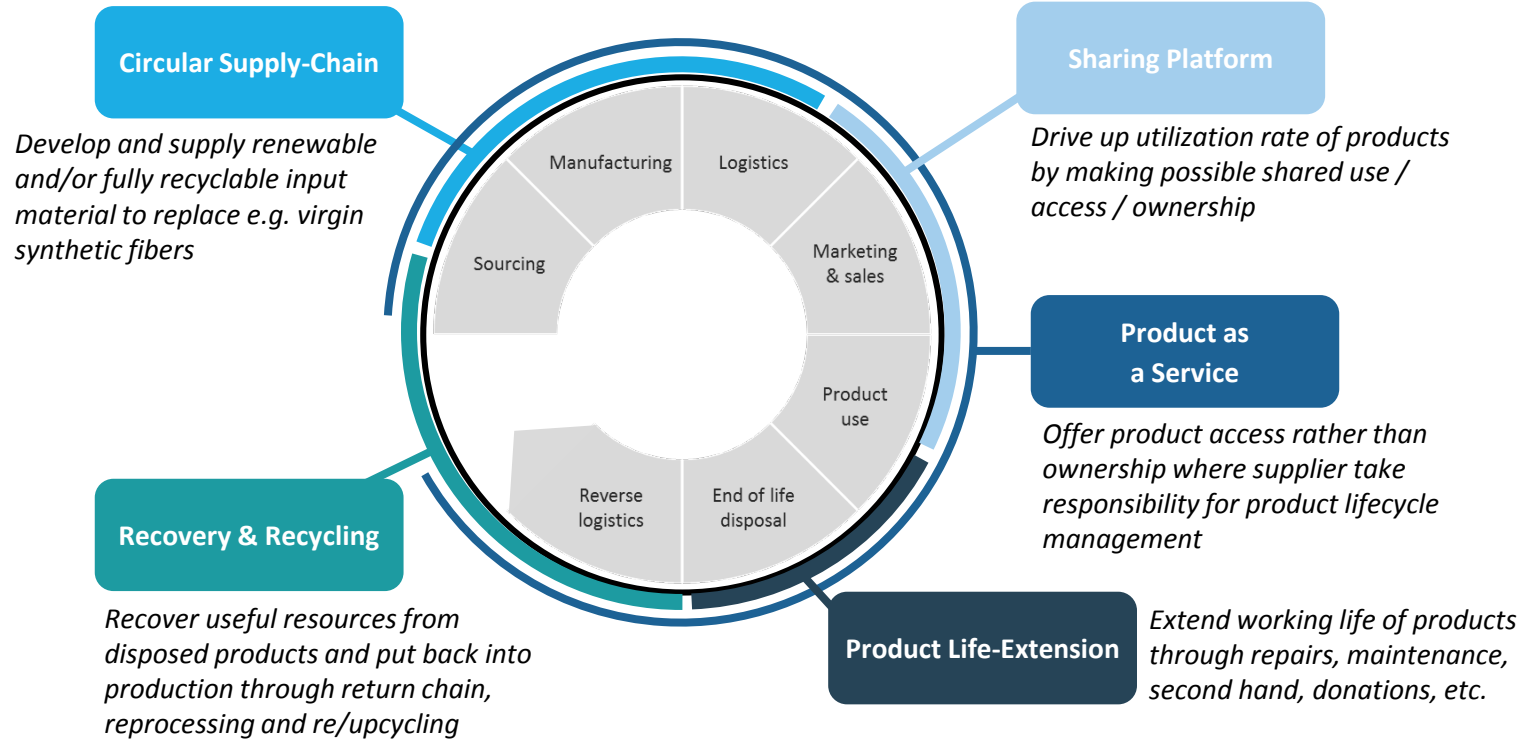 Circular Supply-Chain
Develop and supply renewable
and/or fully recyclable input
material to replace e.g. virgin
synthetic fibers
Sharing Platform
Drive up utilization rate of products
by making possible shared use /
access / ownership
Manufacturing
Logistics
Sourcing
Marketing
& sales
Product
use
End of life
disposal
Reverse
logistics
Product as
a Service
Offer product access rather than
ownership where supplier take
responsibility for product lifecycle
management
Recovery & Recycling
Recover useful resources from
disposed products and put back into
production through return chain,
reprocessing and re/upcycling
Product Life-Extension
Extend working life of products
through repairs, maintenance,
second hand, donations, etc.